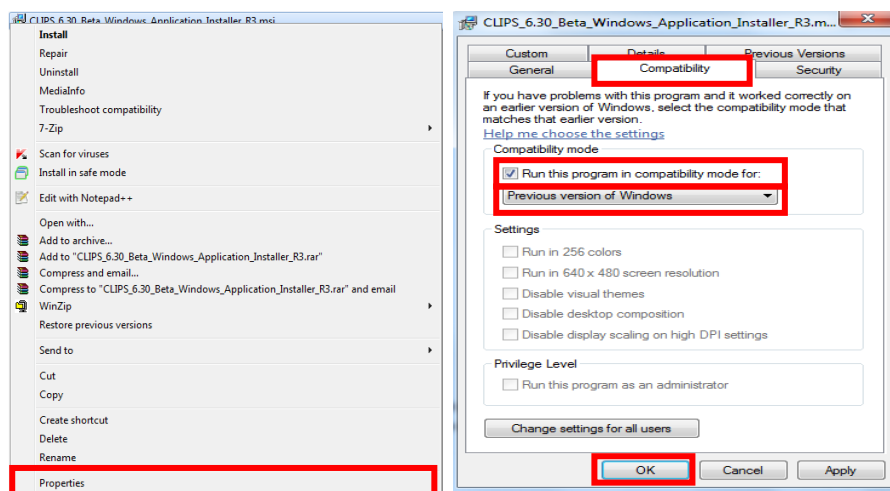 CLIPS_6.30_Beta_Windows_Application_Installer_R3.msi
Install
Repair
Uninstall
MediaInfo
Troubleshoot compatibility
7-Zip
Scan for viruses
Install in safe mode
Edit with Notepad++
Open with...
Add to archive...
Add to "CLIPS_6.30_Beta_Windows_Application_Installer_R3.rar"
Compress and email...
Compress to "CLIPS_6.30_Beta_Windows_Application_Installer_R3.rar" and email
WinZip
Restore previous versions
Send to
Cut
Copy
Create shortcut
Delete
Rename
Properties
CLIPS_6.30_Beta_Windows_Application_Installer_R3.m...
Custom Details Previous Versions
General Compatibility Security
If you have problems with this program and it worked correctly on
an earlier version of Windows, select the compatibility mode that
matches that earlier version.
Help me choose the settings
Compatibility mode
Run this program in compatibility mode for:
Previous version of Windows
Settings
Run in 256 colors
Run in 640 x 480 screen resolution
Disable visual themes
Disable desktop composition
Disable display scaling on high DPI settings
Privilege Level
Run this program as an administrator
Change settings for all users
OK Cancel Apply